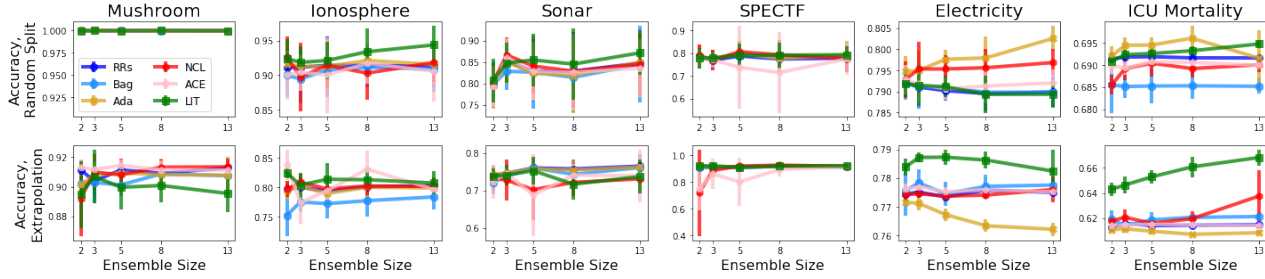 Mushroom Ionosphere Sonar SPECTF Electricity ICU Mortality
Accuracy,
Random Split
1.000
0.975
0.950
0.925
RRs
Bag
Ada
NCL
ACE
LIT
2 3 5 8 13
0.95
0.90
0.85
2 3 5 8 13
0.9
0.8
0.7
2 3 5 8 13
0.8
0.6
2 3 5 8 13
0.805
0.800
0.795
0.790
0.785
2 3 5 8 13
0.695
0.690
0.685
2 3 5 8 13
Accuracy,
Extrapolation
0.92
0.90
0.88
2 3 5 8 13
Ensemble Size
0.85
0.80
0.75
2 3 5 8 13
Ensemble Size
0.8
0.7
0.6
2 3 5 8 13
Ensemble Size
1.0
0.8
0.6
0.4
2 3 5 8 13
Ensemble Size
0.79
0.78
0.77
0.76
2 3 5 8 13
Ensemble Size
0.66
0.64
0.62
2 3 5 8 13
Ensemble Size